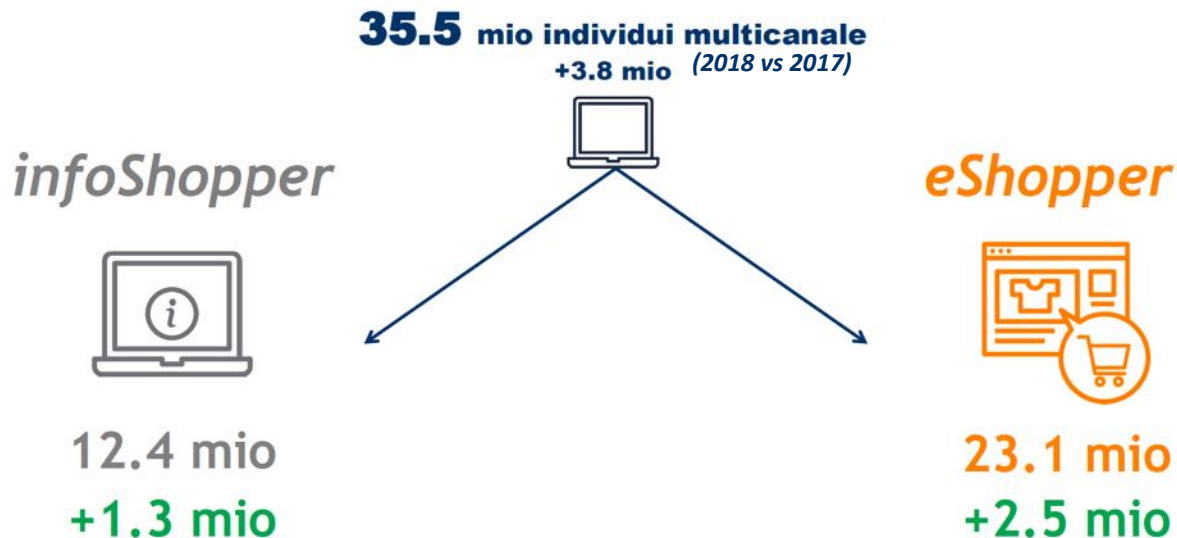 35.5 mio individui multicanale
+3.8 mio (2018 vs 2017)
infoShopper
eShopper
i
12.4 mio
23.1 mio
+1.3 mio
+2.5 mio